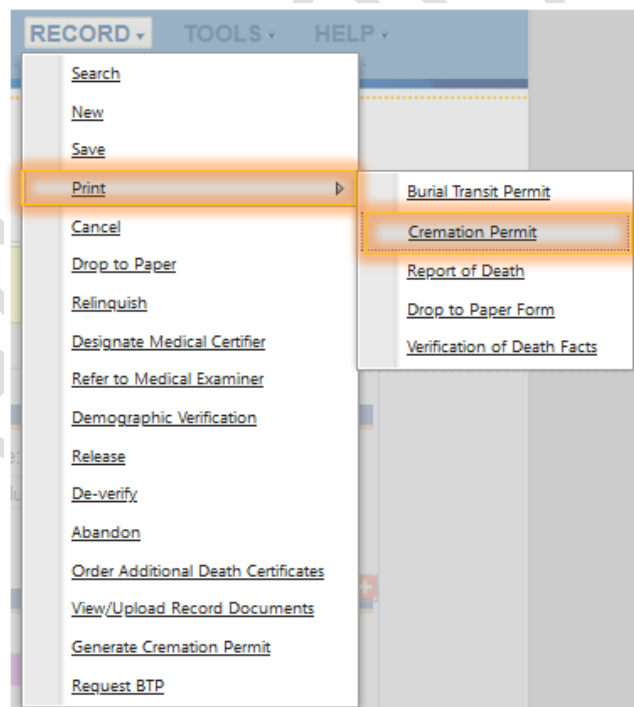 RECORD TOOLS HELP
Search
New
Save
Print
Burial Transit Permit
Cancel
Cremation Permit
Drop to Paper
Report of Death
Relinquish
Drop to Paper Form
Designate Medical Certifier
Verification of Death Facts
Refer to Medical Examiner
Demographic Verification
Release
De-verify
Abandon
Order Additional Death Certificates
View/Upload Record Documents
Generate Cremation Permit
Request BTP